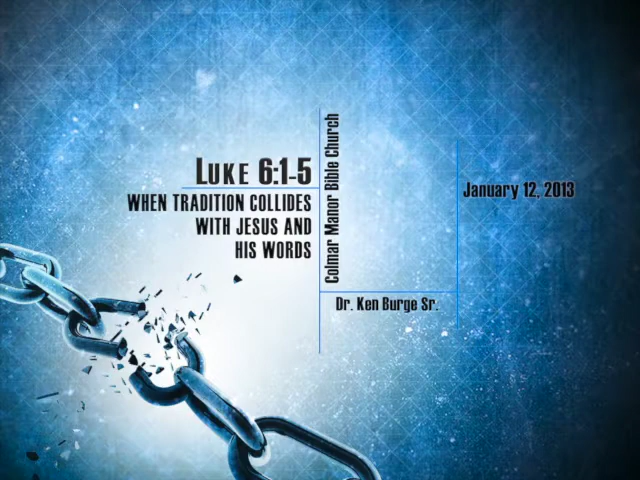 Luke 6:1-5
WHEN TRADITION COLLIDES
WITH JESUS AND
HIS WORDS
Colmar Manor Bible Church
January 12, 2013
Dr. Ken Burge Sr.